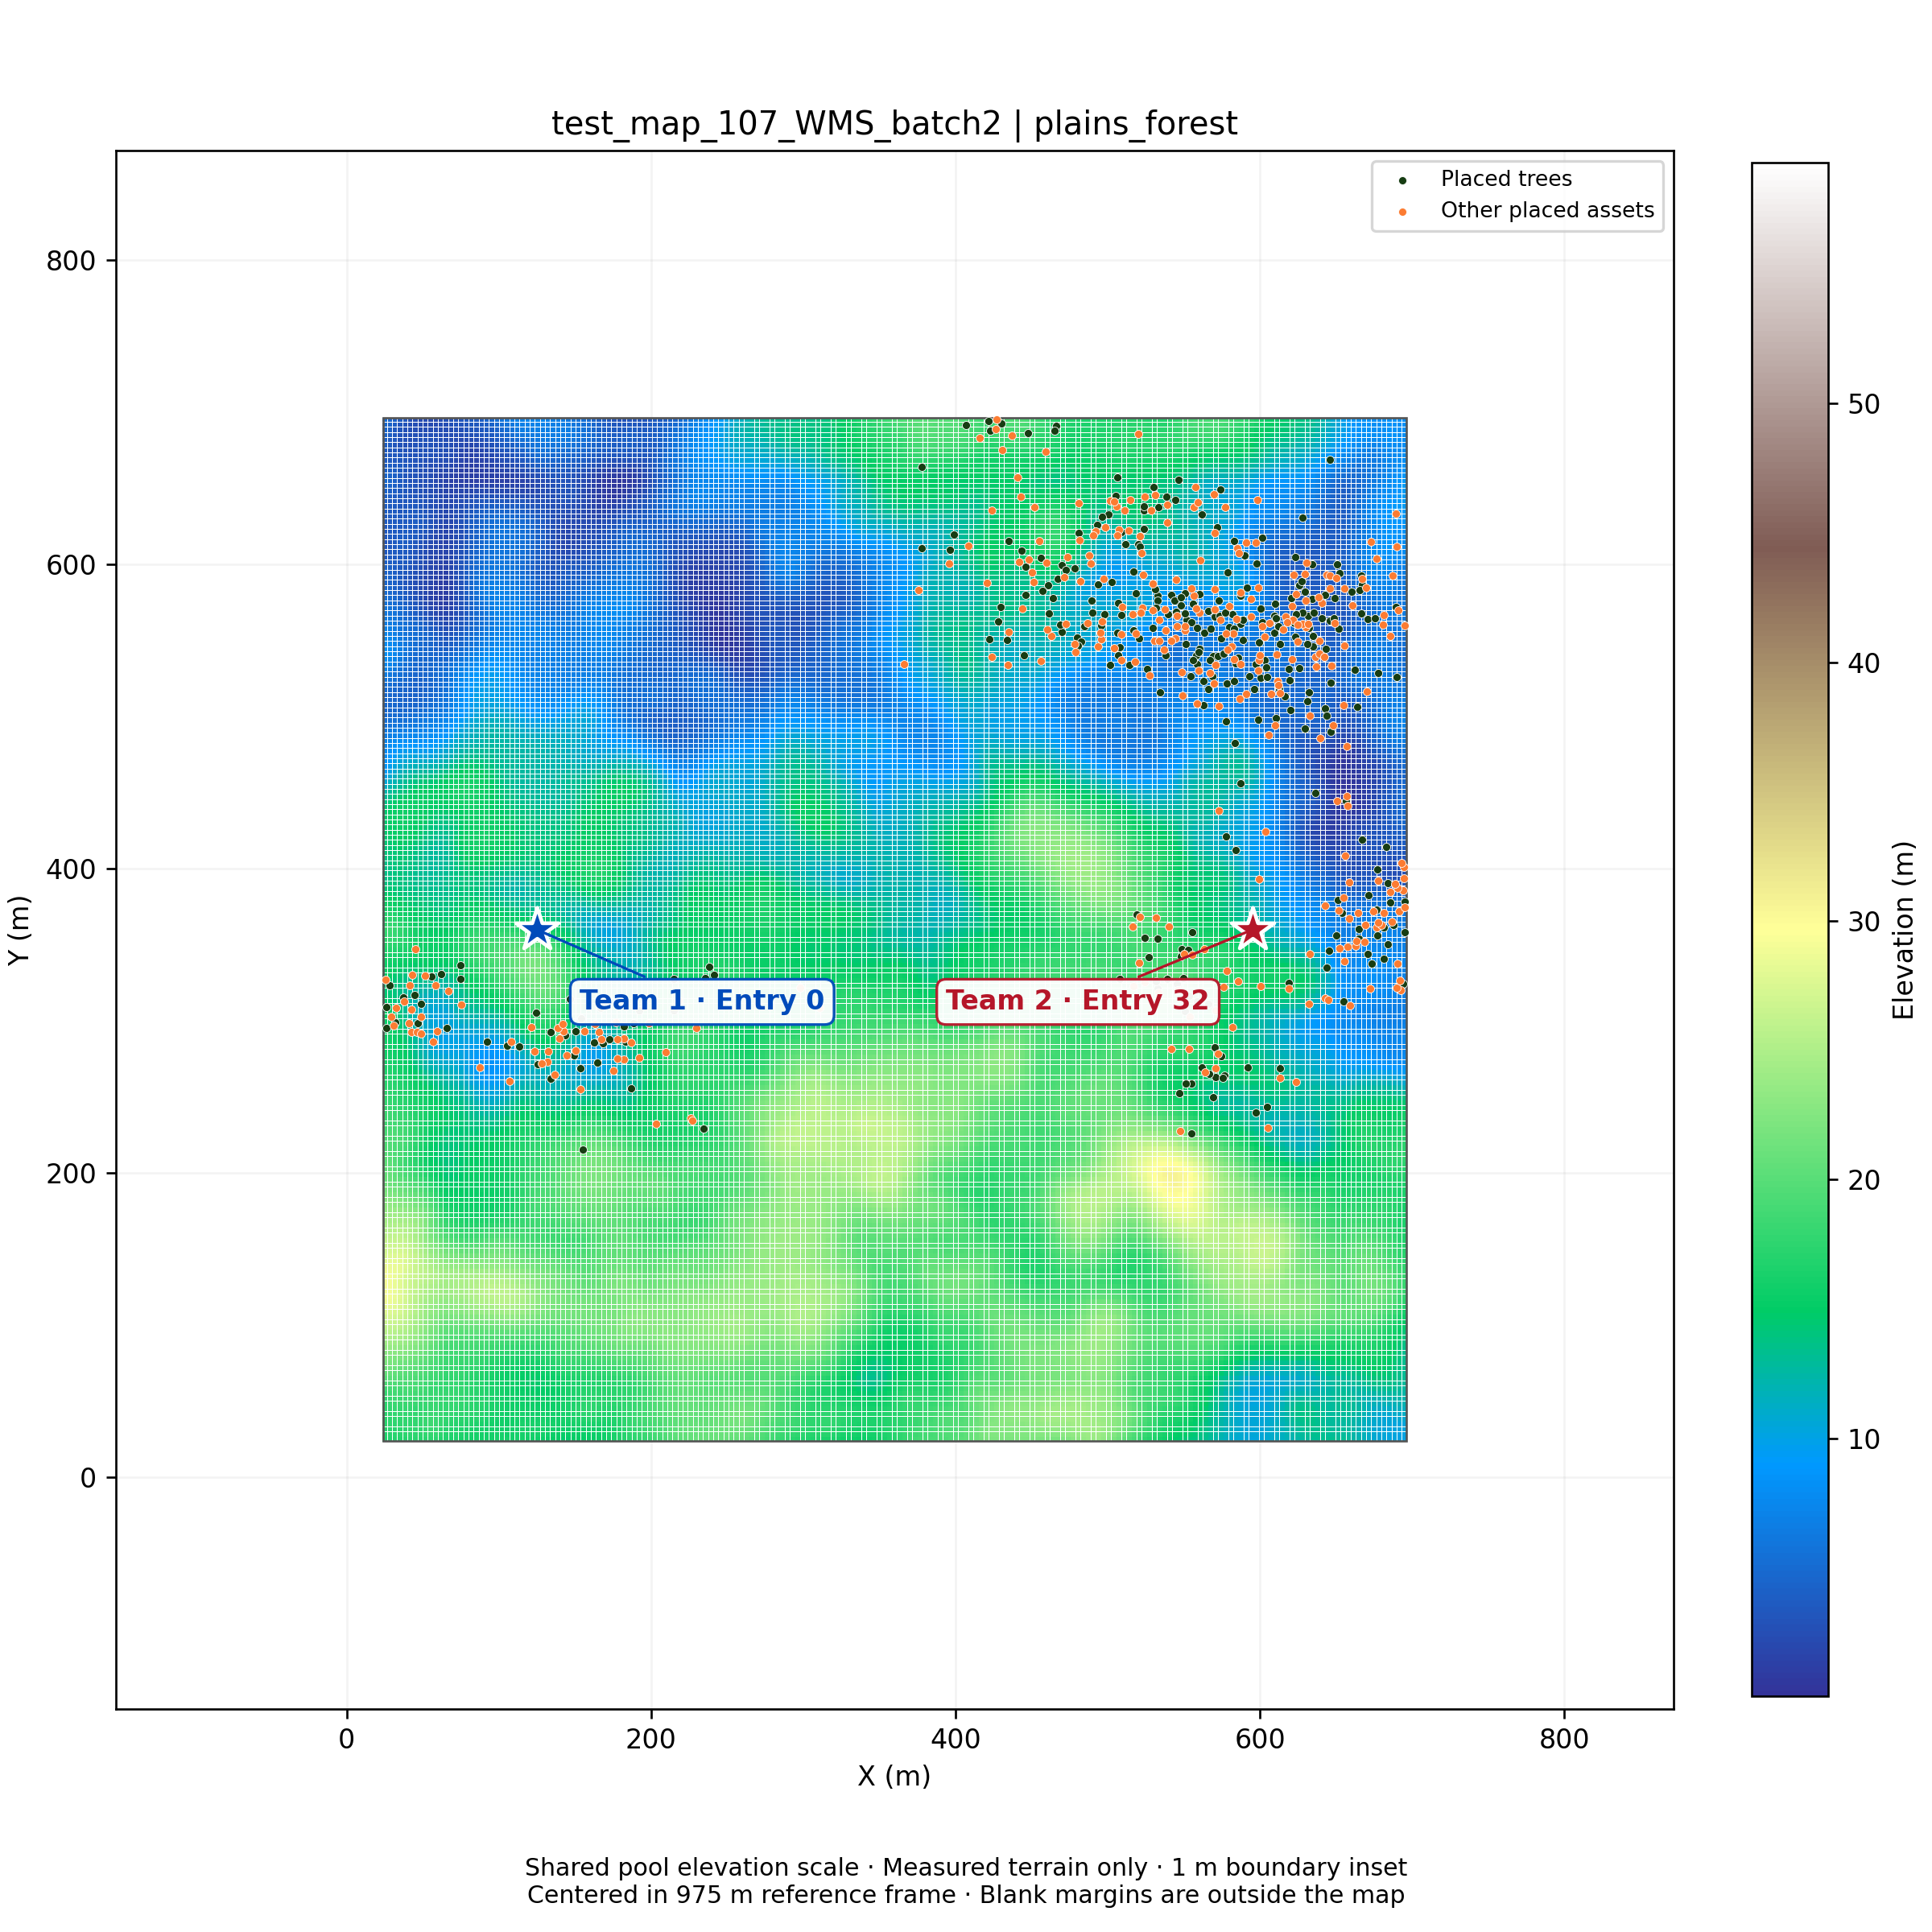 test_map_107_WMS_batch2 | plains_forest
Placed trees
Other placed assets
800
600
400
200
0
Y (m)
Team 1 · Entry 0
Team 2 · Entry 32
0
200
400
600
800
X (m)
50
40
30
20
10
Elevation (m)
Shared pool elevation scale · Measured terrain only · 1 m boundary inset
Centered in 975 m reference frame · Blank margins are outside the map